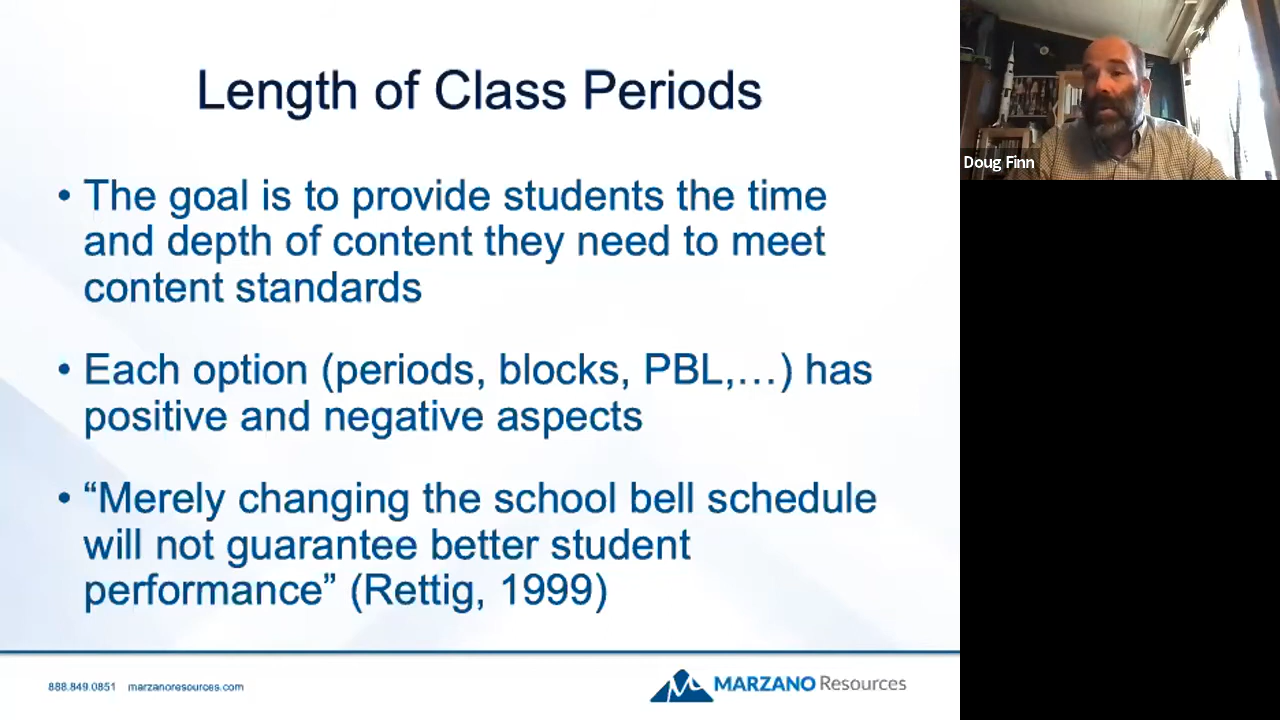 Length of Class Periods
• The goal is to provide students the time
and depth of content they need to meet
content standards
• Each option (periods, blocks, PBL,…) has
positive and negative aspects
• “Merely changing the school bell schedule
will not guarantee better student
performance” (Rettig, 1999)
888.849.0851 marzanoresources.com
MARZANO Resources
Doug Finn